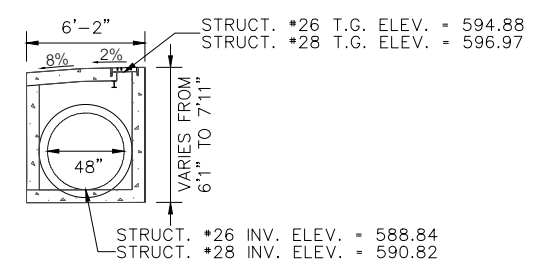 STRUCT. #26 T.G. ELEV. = 594.88
STRUCT. #28 T.G. ELEV. = 596.97
6'-2"
8%
2%
VARIES FROM
6'1" TO 7'11"
48"
STRUCT. #26 INV. ELEV. = 588.84
STRUCT. #28 INV. ELEV. = 590.82